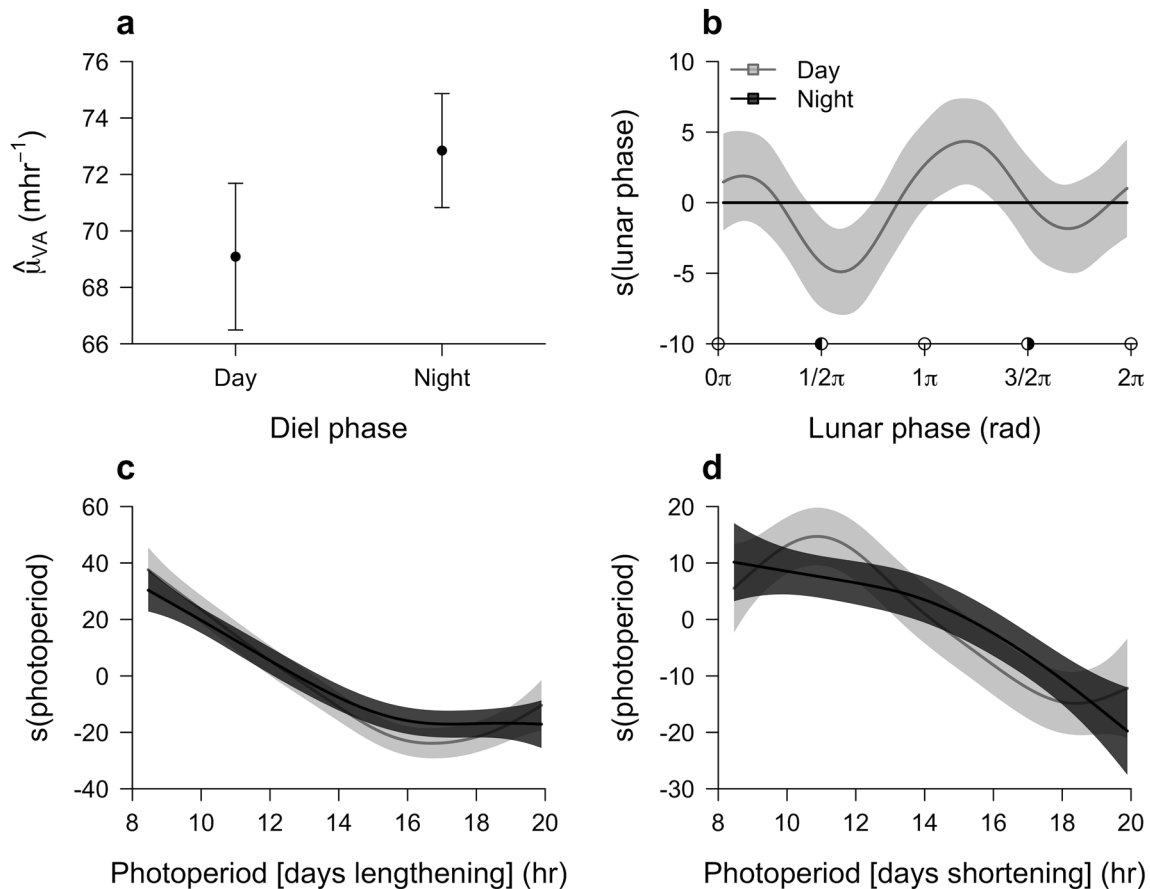 a
76
74
72
70
68
66
μ̂VA (mhr−1)
Day
Night
Diel phase
b
10
5
0
-5
-10
s(lunar phase)
Day
Night
0π
1/2π
1π
3/2π
2π
Lunar phase (rad)
c
60
40
20
0
-20
-40
s(photoperiod)
8
10
12
14
16
18
20
Photoperiod [days lengthening] (hr)
d
20
10
0
-10
-20
-30
s(photoperiod)
8
10
12
14
16
18
20
Photoperiod [days shortening] (hr)